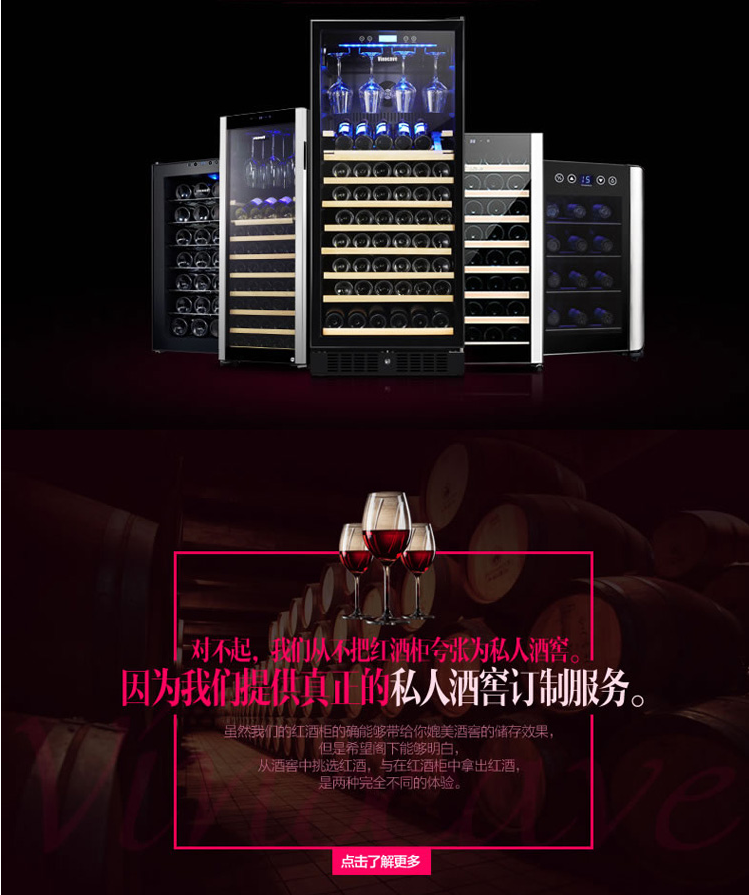 Vinocave
15
对不起，我们从不把红酒柜夸张为私人酒窖。
因为我们提供真正的私人酒窖订制服务。
虽然我们的红酒柜的确能够带给你媲美酒窖的储存效果，
但是希望阁下能够明白，
从酒窖中挑选红酒，与在红酒柜中拿出红酒，
是两种完全不同的体验。
点击了解更多